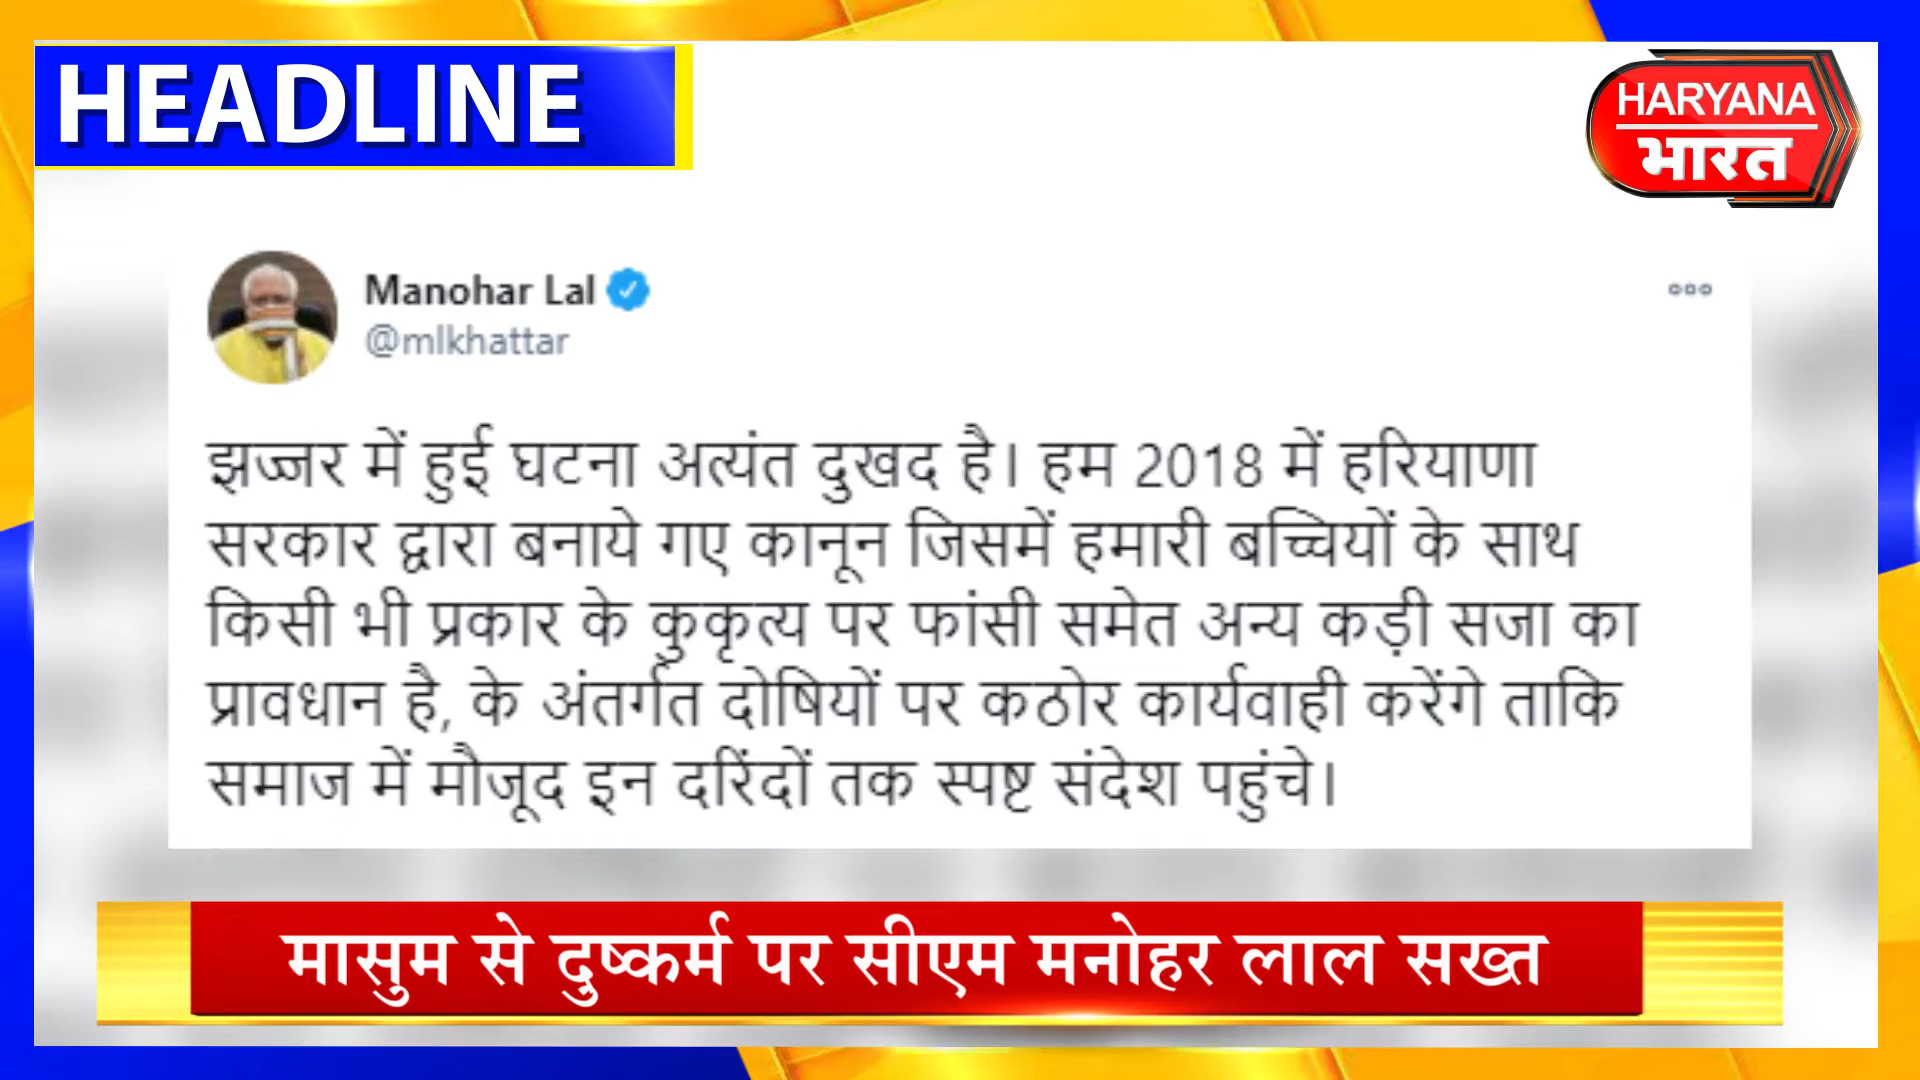 HEADLINE
HARYANA
भारत
Manohar Lal
@mlkhattar
झज्जर में हुई घटना अत्यंत दुखद है। हम 2018 में हरियाणा
सरकार द्वारा बनाये गए कानून जिसमें हमारी बच्चियों के साथ
किसी भी प्रकार के कुकृत्य पर फांसी समेत अन्य कड़ी सजा का
प्रावधान है, के अंतर्गत दोषियों पर कठोर कार्यवाही करेंगे ताकि
समाज में मौजूद इन दरिंदों तक स्पष्ट संदेश पहुंचे।
मासुम से दुष्कर्म पर सीएम मनोहर लाल सख्त